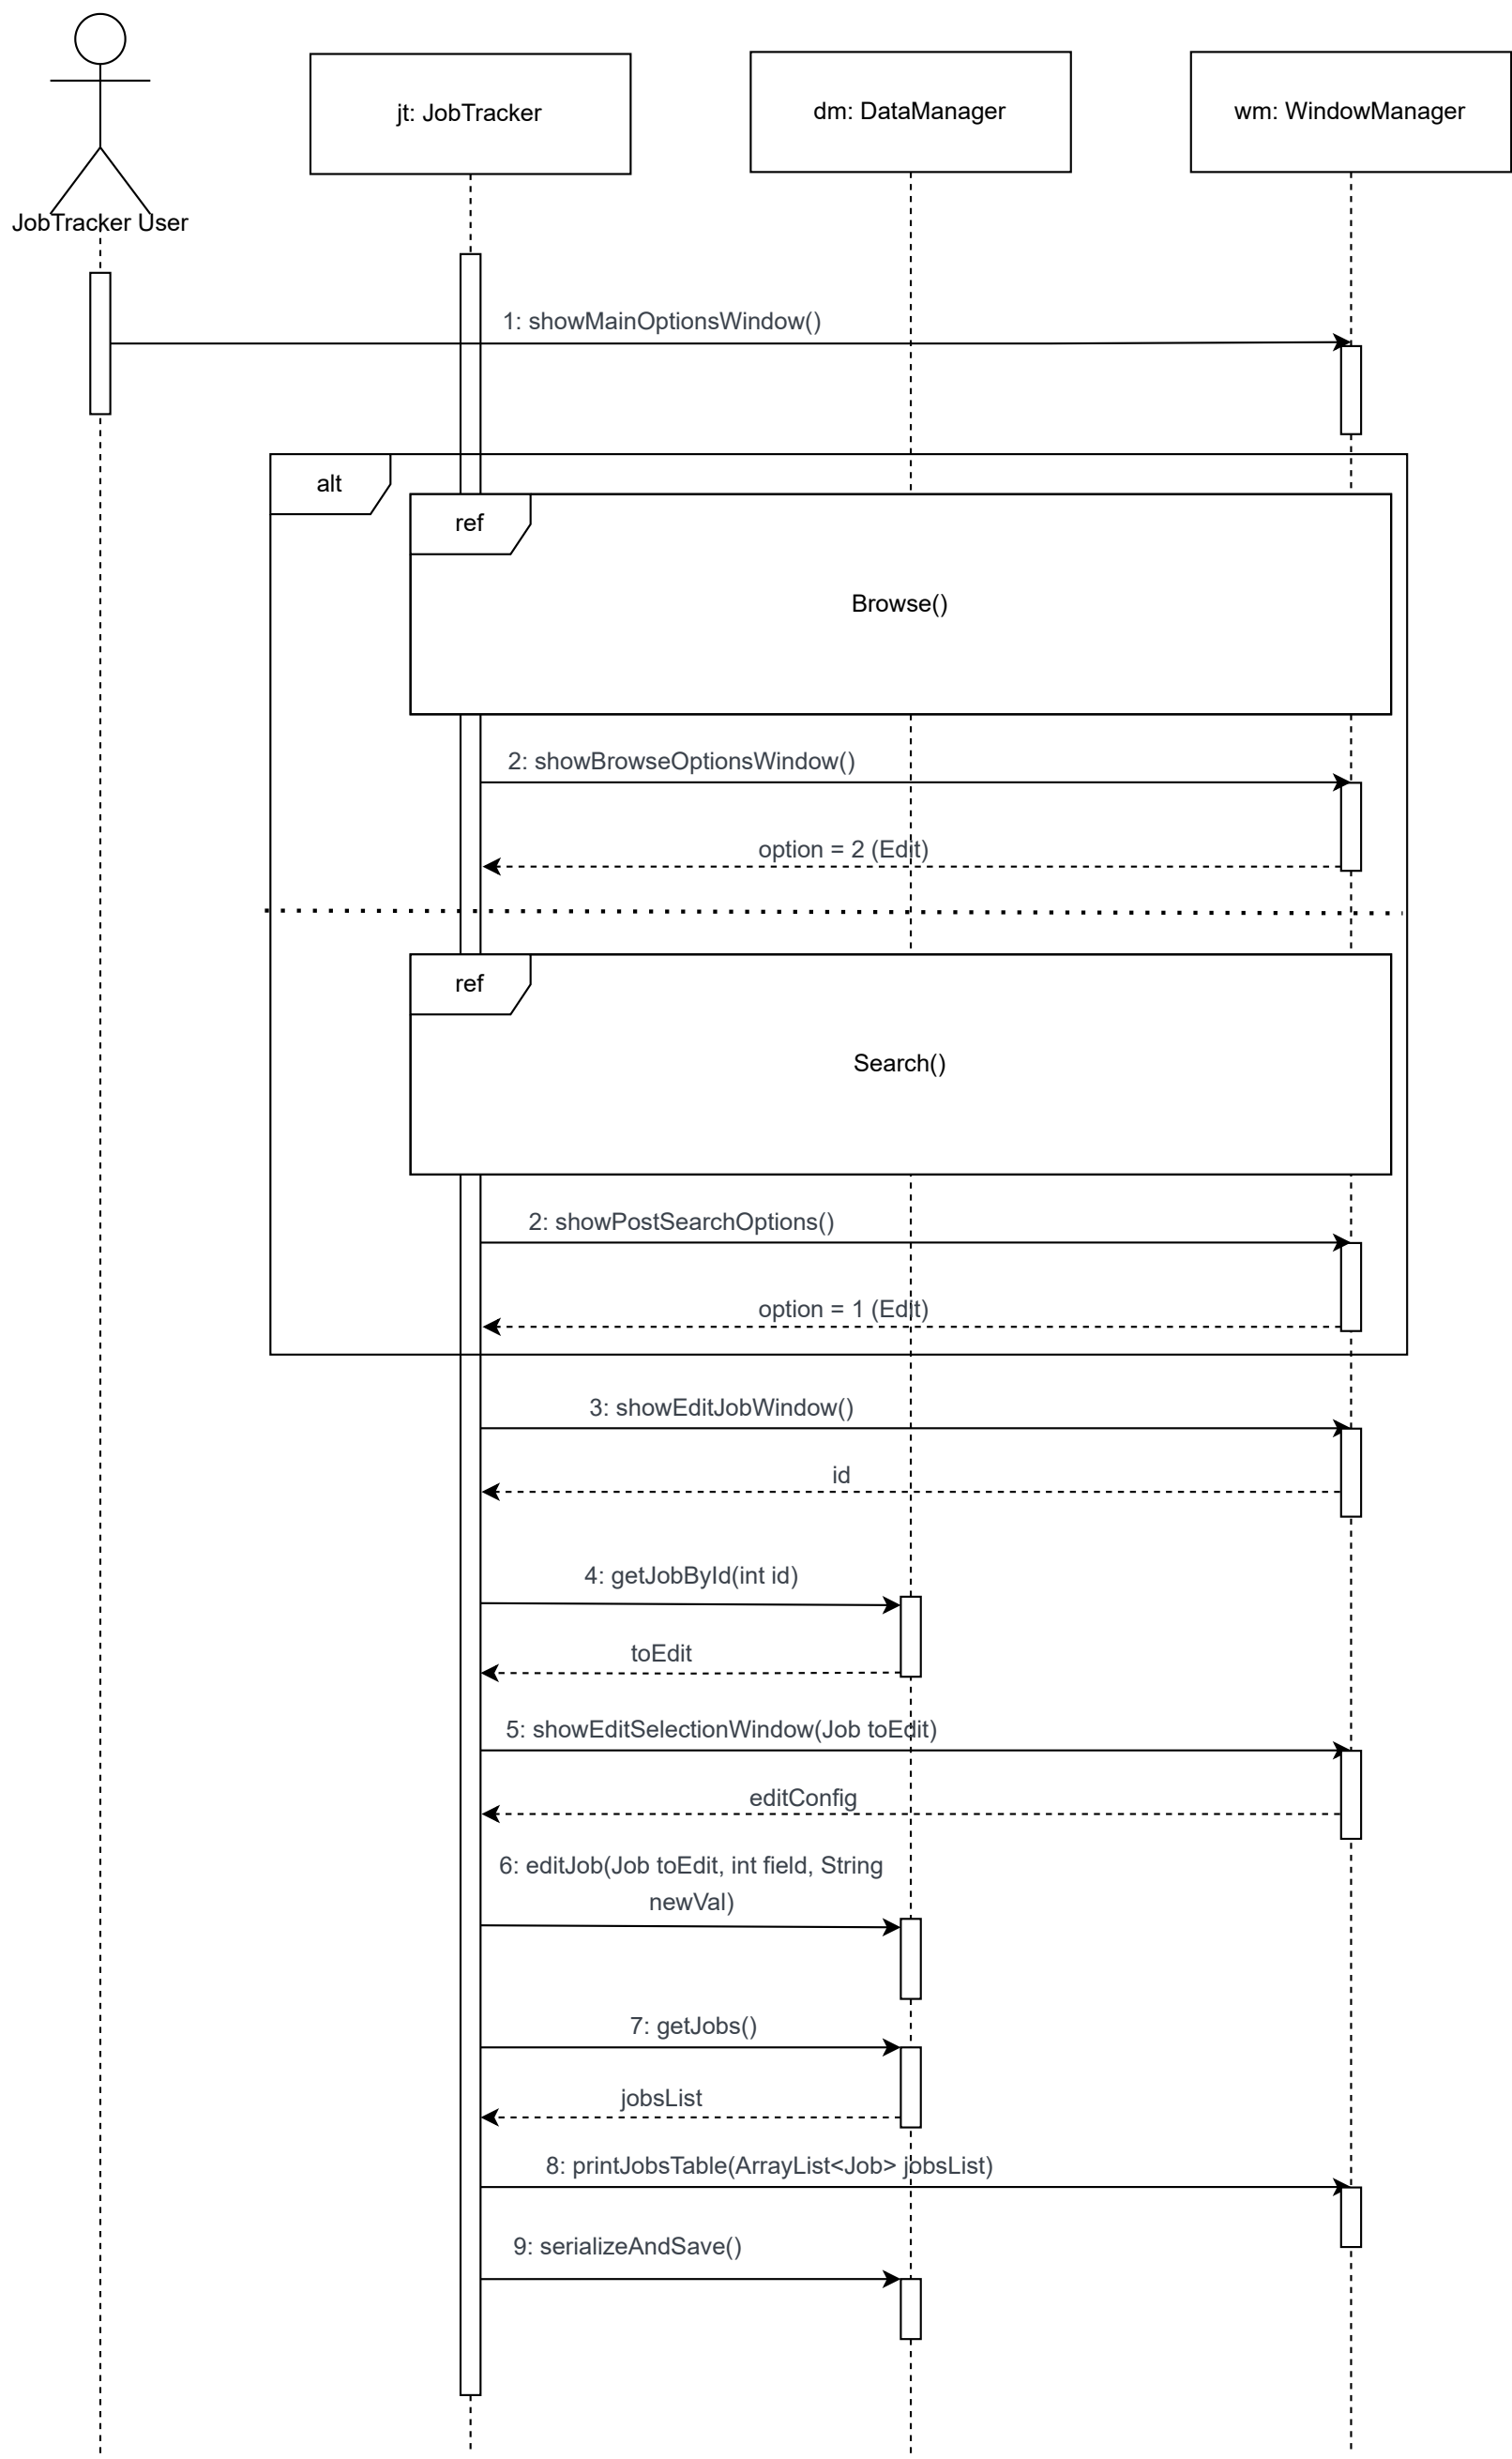 JobTracker User
jt: JobTracker
dm: DataManager
wm: WindowManager
1: showMainOptionsWindow()
alt
ref
Browse()
2: showBrowseOptionsWindow()
option = 2 (Edit)
ref
Search()
2: showPostSearchOptions()
option = 1 (Edit)
3: showEditJobWindow()
id
4: getJobById(int id)
toEdit
5: showEditSelectionWindow(Job toEdit)
editConfig
6: editJob(Job toEdit, int field, String
newVal)
7: getJobs()
jobsList
8: printJobsTable(ArrayList<Job> jobsList)
9: serializeAndSave()